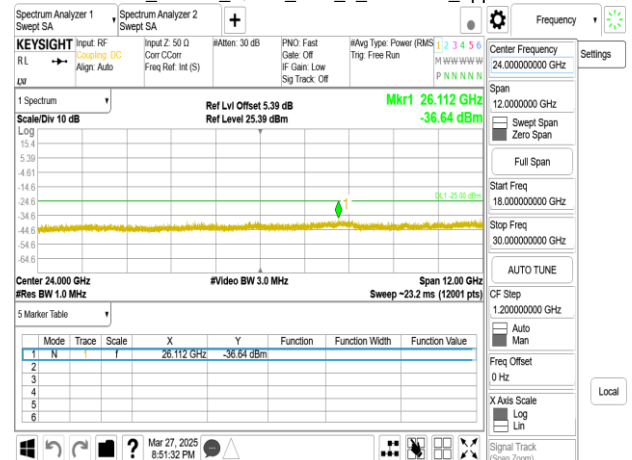 Spectrum Analyzer 1
Swept SA
Spectrum Analyzer 2
Swept SA
+
Frequency
KEYSIGHT
RL
Input: RF
Coupling: DC
Align: Auto
Input Z: 50 Ω
Corr CCorr
Freq Ref: Int (S)
#Atten: 30 dB
PNO: Fast
Gate: Off
IF Gain: Low
Sig Track: Off
#Avg Type: Power (RMS
Trig: Free Run
1 2 3 4 5 6
M W W W W W
P N N N N N
1 Spectrum
Scale/Div 10 dB
Ref Lvl Offset 5.39 dB
Ref Level 25.39 dBm
Mkr1 26.112 GHz
-36.64 dBm
Log
15.4
5.39
-4.61
-14.6
-24.6
-34.6
-44.6
-54.6
-64.6
DL1 -25.00 dBm
1
Center 24.000 GHz
#Res BW 1.0 MHz
#Video BW 3.0 MHz
Span 12.00 GHz
Sweep ~23.2 ms (12001 pts)
5 Marker Table
Mode Trace Scale X Y Function Function Width Function Value
1 N 1 f 26.112 GHz -36.64 dBm
2
3
4
5
6
?
Mar 27, 2025
8:51:32 PM
Center Frequency
24.000000000 GHz
Span
12.0000000 GHz
Swept Span
Zero Span
Full Span
Start Freq
18.000000000 GHz
Stop Freq
30.000000000 GHz
AUTO TUNE
CF Step
1.200000000 GHz
Auto
Man
Freq Offset
0 Hz
X Axis Scale
Log
Lin
Signal Track
(Span Zoom)
Settings
Local